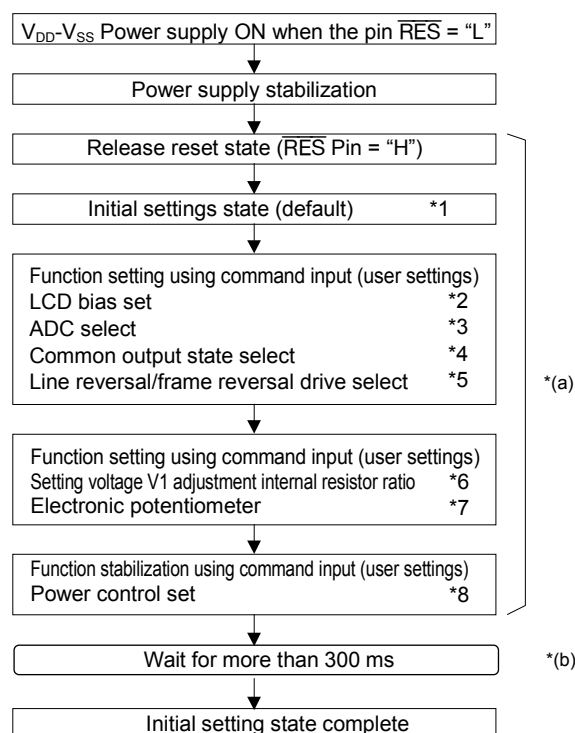 V_DD-V_SS Power supply ON when the pin R̅E̅S̅ = “L”
Power supply stabilization
Release reset state (R̅E̅S̅ Pin = “H”)
Initial settings state (default) *1
Function setting using command input (user settings)
LCD bias set *2
ADC select *3
Common output state select *4
Line reversal/frame reversal drive select *5
*(a)
Function setting using command input (user settings)
Setting voltage V1 adjustment internal resistor ratio *6
Electronic potentiometer *7
Function stabilization using command input (user settings)
Power control set *8
Wait for more than 300 ms *(b)
Initial setting state complete